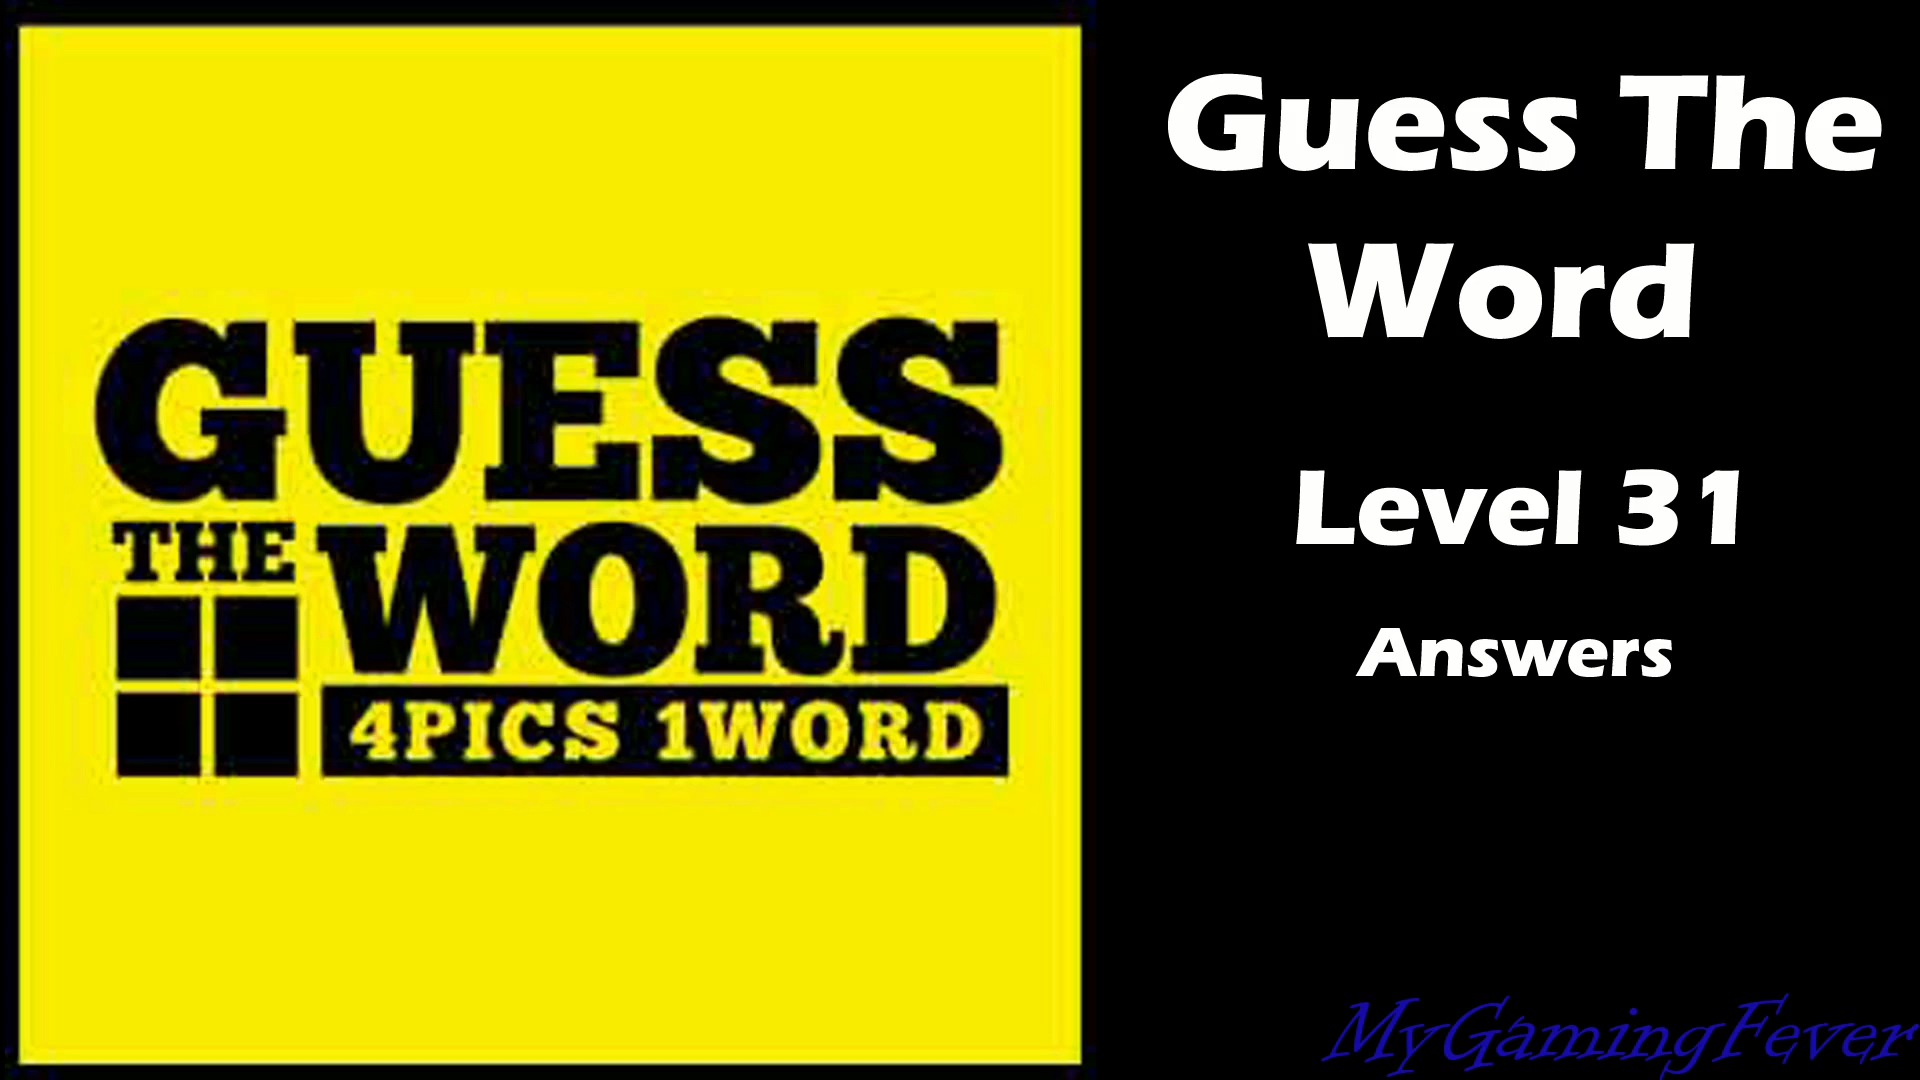 GUESS
THE WORD
4PICS 1WORD
Guess The
Word
Level 31
Answers
MyGamingFever